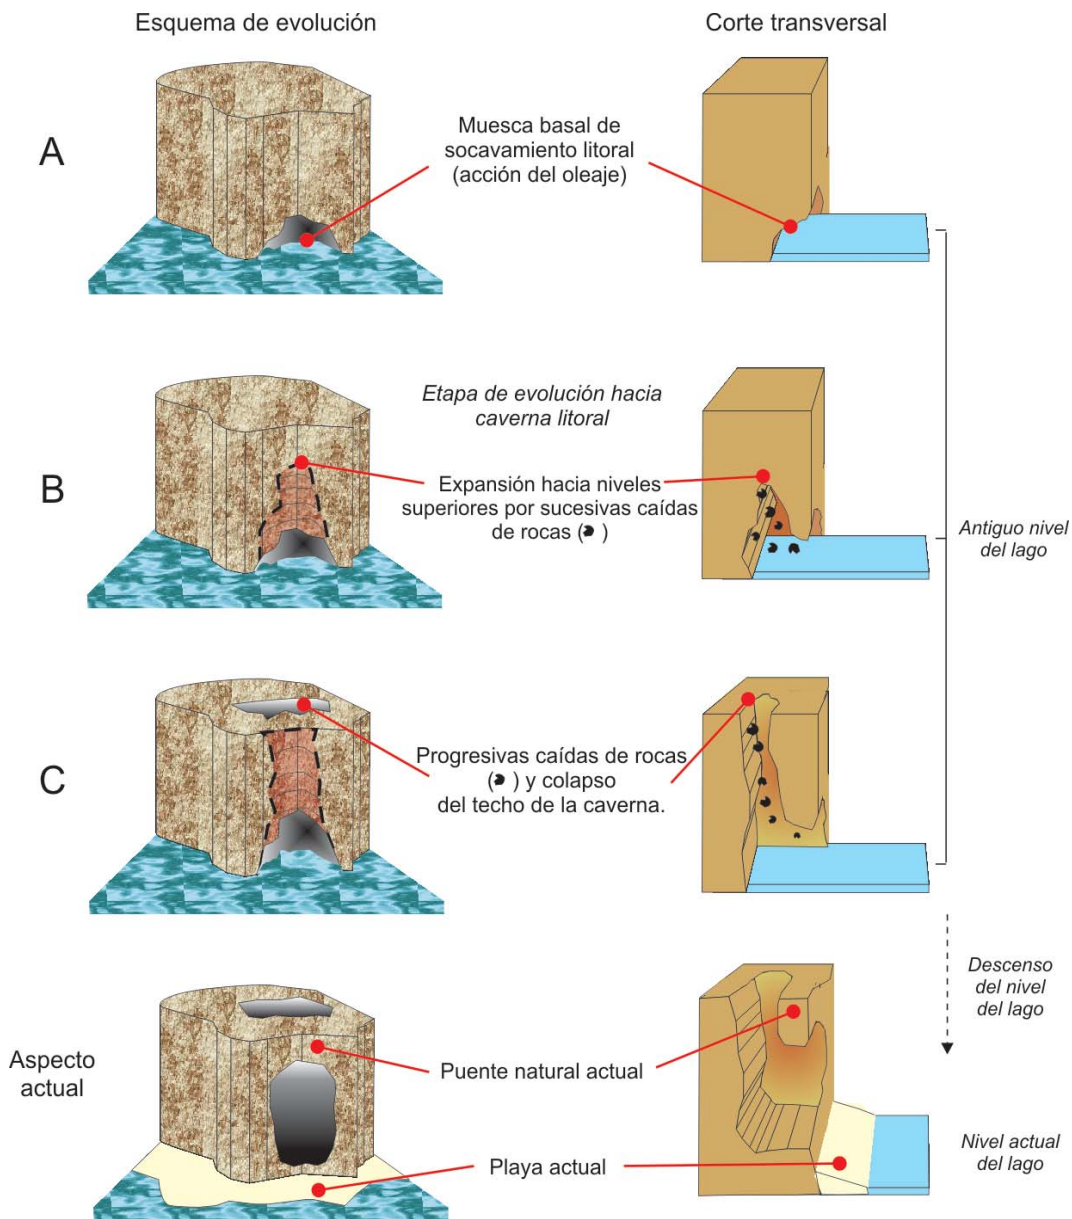 Esquema de evolución
Corte transversal
A
Muesca basal de
socavamiento litoral
(acción del oleaje)
B
Etapa de evolución hacia
caverna litoral
Expansión hacia niveles
superiores por sucesivas caídas
de rocas ( )
Antiguo nivel
del lago
C
Progresivas caídas de rocas
( ) y colapso
del techo de la caverna.
Descenso
del nivel
del lago
Aspecto
actual
Puente natural actual
Playa actual
Nivel actual
del lago